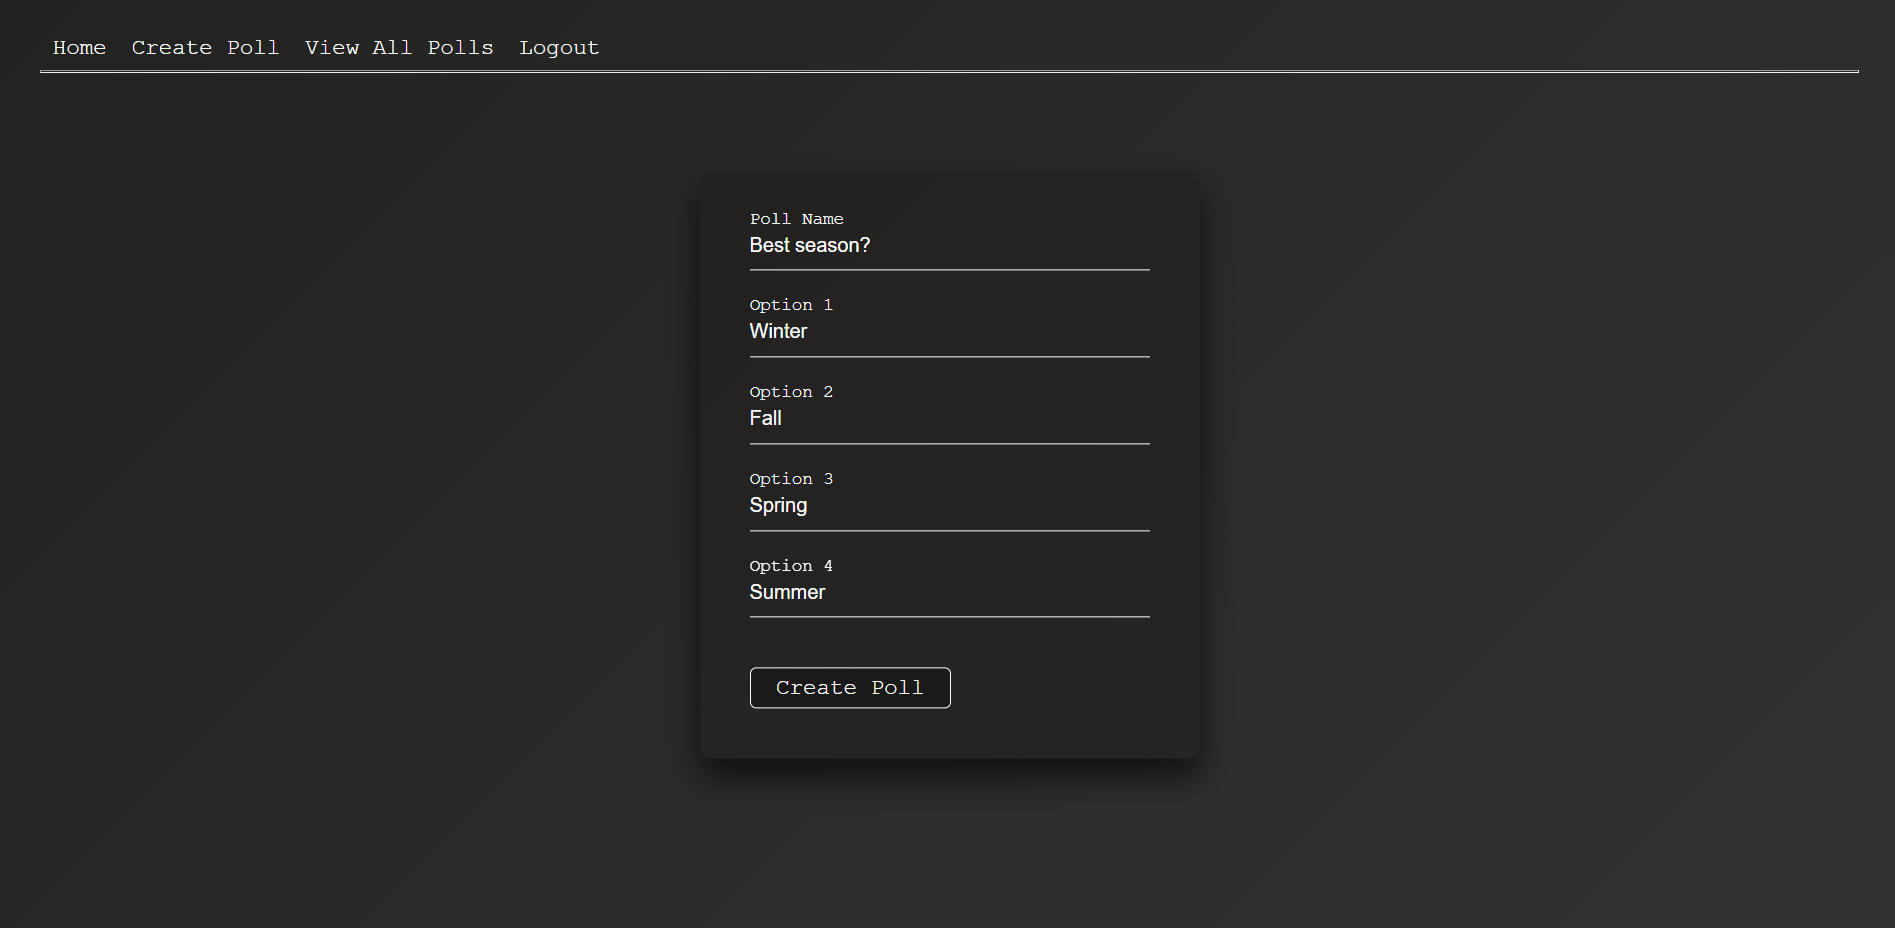 Home Create Poll View All Polls Logout
Poll Name
Best season?
Option 1
Winter
Option 2
Fall
Option 3
Spring
Option 4
Summer
Create Poll